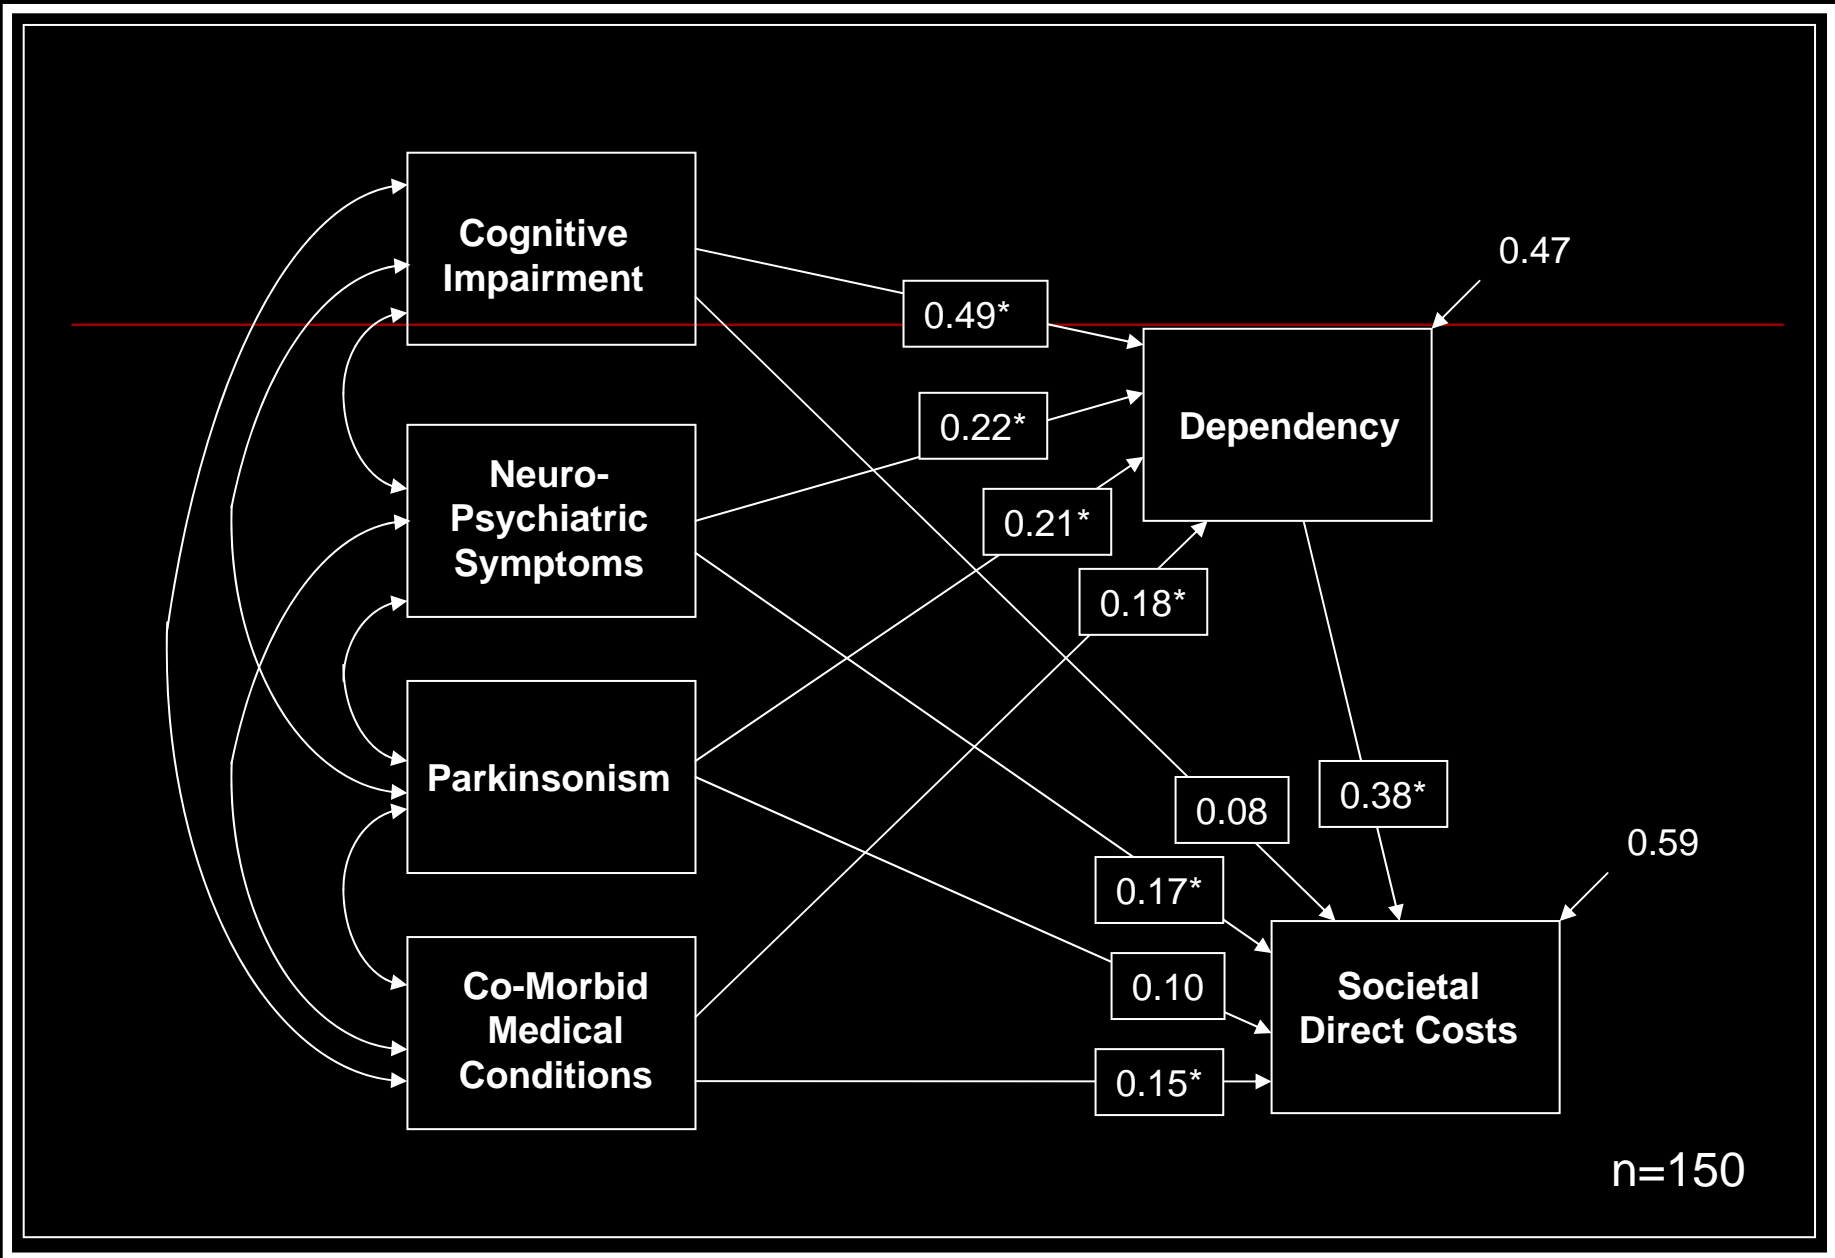 Cognitive
Impairment
Neuro-
Psychiatric
Symptoms
Parkinsonism
Co-Morbid
Medical
Conditions
0.49*
0.22*
0.21*
0.18*
0.08
0.17*
0.10
0.15*
0.38*
0.47
Dependency
0.59
Societal
Direct Costs
n=150